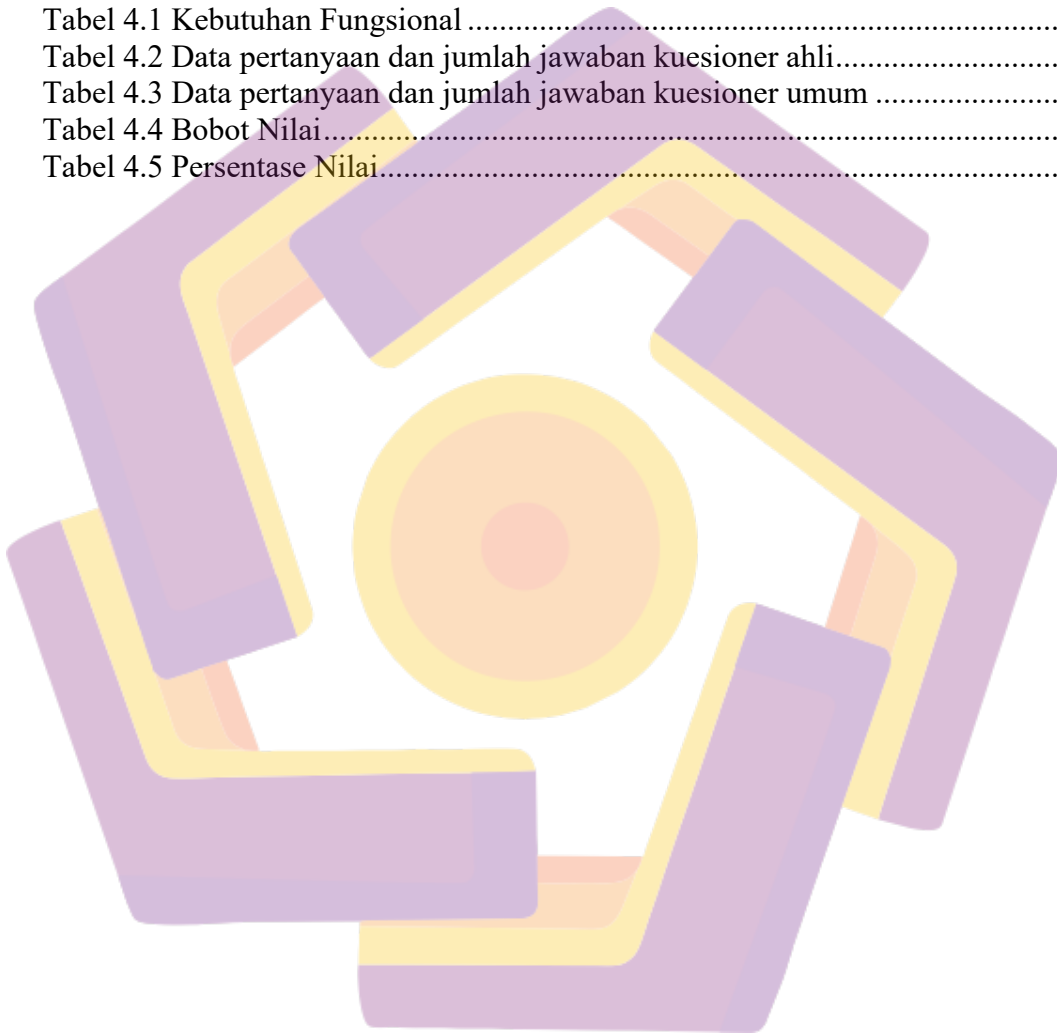 Tabel 4.1 Kebutuhan Fungsional ..........................................................................
Tabel 4.2 Data pertanyaan dan jumlah jawaban kuesioner ahli............................
Tabel 4.3 Data pertanyaan dan jumlah jawaban kuesioner umum .......................
Tabel 4.4 Bobot Nilai.............................................................................................
Tabel 4.5 Persentase Nilai......................................................................................